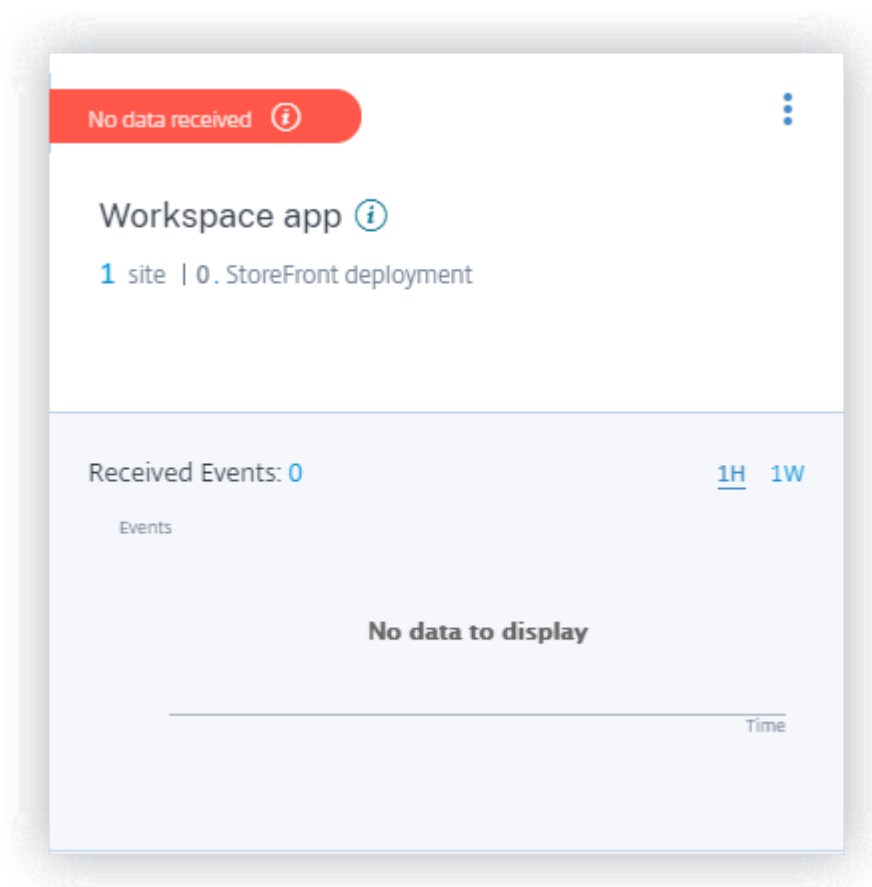 No data received
Workspace app
1 site | 0. StoreFront deployment
Received Events: 0 1H 1W
Events
No data to display
Time